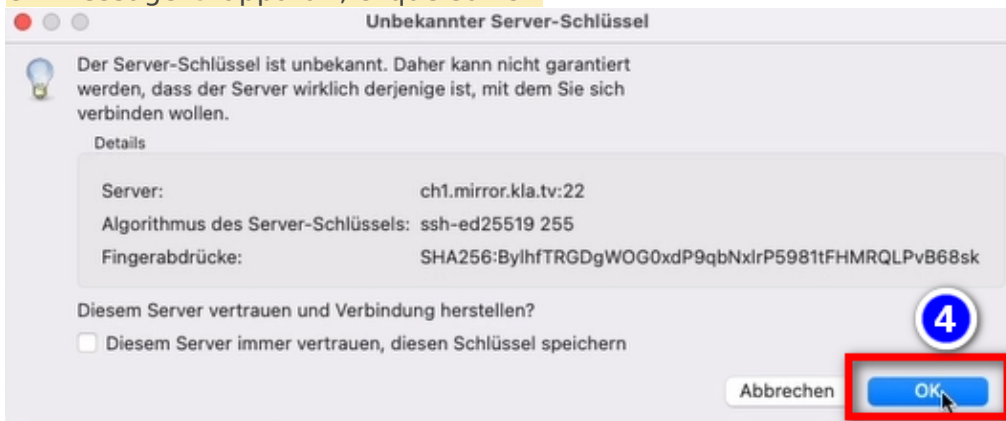 Unbekannter Server-Schlüssel
Der Server-Schlüssel ist unbekannt. Daher kann nicht garantiert
werden, dass der Server wirklich derjenige ist, mit dem Sie sich
verbinden wollen.
Details
Server: ch1.mirror.kla.tv:22
Algorithmus des Server-Schlüssels: ssh-ed25519 255
Fingerabdrücke: SHA256:BylhfTRGDgWOG0xdP9qbNxlrP5981tFHMRQLPvB68sk
Diesem Server vertrauen und Verbindung herstellen?
4
Diesem Server immer vertrauen, diesen Schlüssel speichern
Abbrechen OK